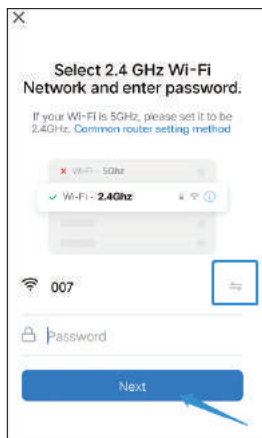 Select 2.4 GHz Wi-Fi
Network and enter password.
If your Wi-Fi is 5GHz, please set it to be
2.4GHz. Common router setting method
Wi-Fi - 5Ghz
Wi-Fi - 2.4Ghz
007
Password
Next